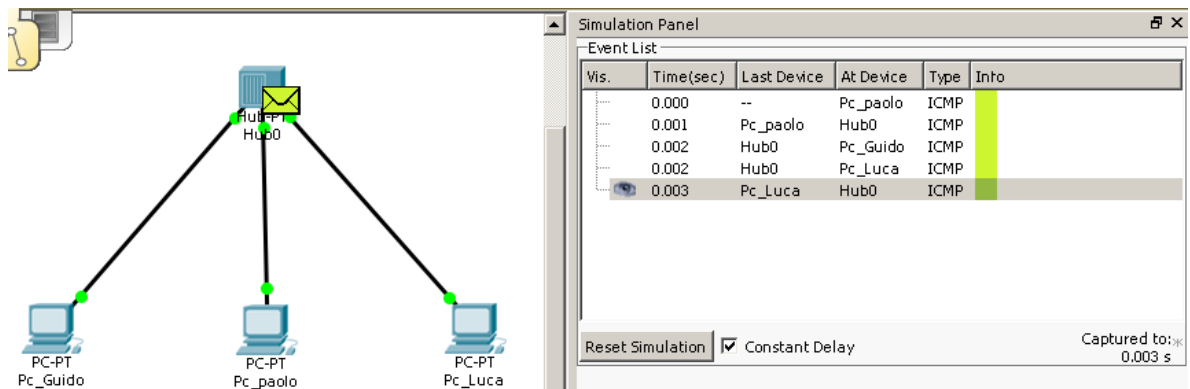 Hub-PT
Hub0
PC-PT
Pc_Guido
PC-PT
Pc_paolo
PC-PT
Pc_Luca
Simulation Panel
Event List
Vis. Time(sec) Last Device At Device Type Info
0.000 -- Pc_paolo ICMP
0.001 Pc_paolo Hub0 ICMP
0.002 Hub0 Pc_Guido ICMP
0.002 Hub0 Pc_Luca ICMP
0.003 Pc_Luca Hub0 ICMP
Reset Simulation Constant Delay
Captured to:
0.003 s